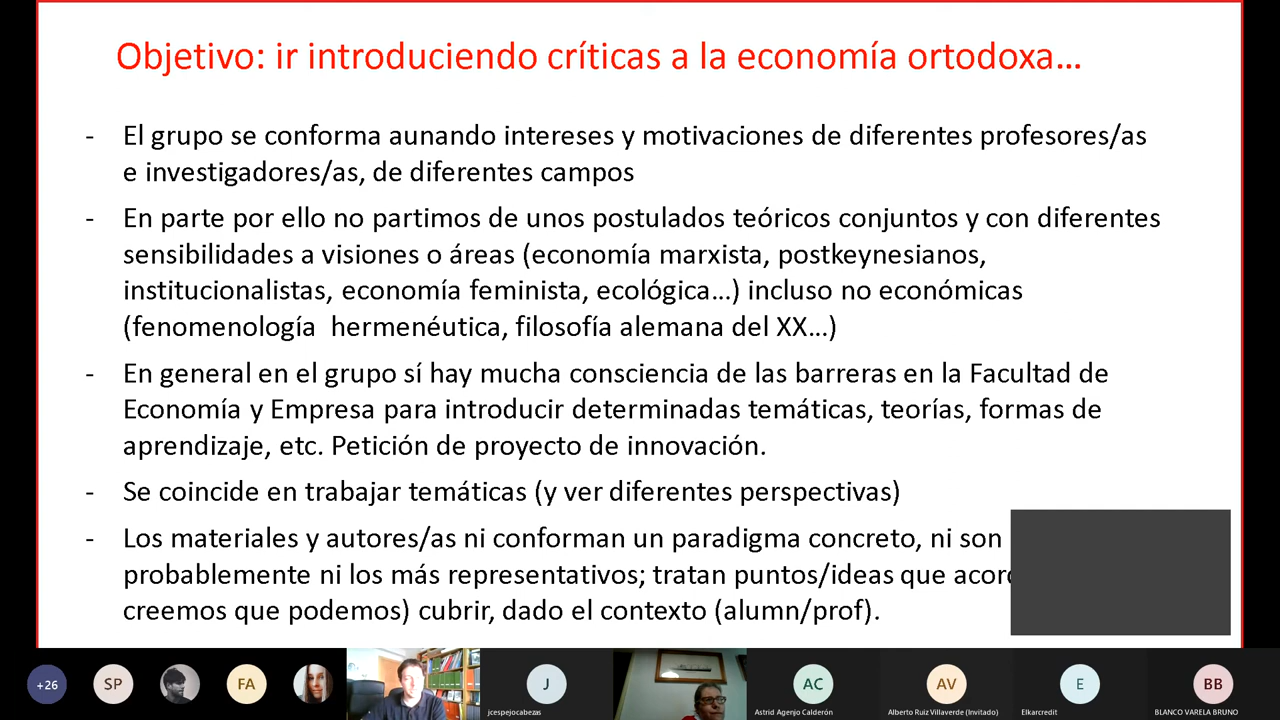 Objetivo: ir introduciendo críticas a la economía ortodoxa...
- El grupo se conforma aunando intereses y motivaciones de diferentes profesores/as
e investigadores/as, de diferentes campos
- En parte por ello no partimos de unos postulados teóricos conjuntos y con diferentes
sensibilidades a visiones o áreas (economía marxista, postkeynesianos,
institucionalistas, economía feminista, ecológica...) incluso no económicas
(fenomenología hermenéutica, filosofía alemana del XX...)
- En general en el grupo sí hay mucha consciencia de las barreras en la Facultad de
Economía y Empresa para introducir determinadas temáticas, teorías, formas de
aprendizaje, etc. Petición de proyecto de innovación.
- Se coincide en trabajar temáticas (y ver diferentes perspectivas)
- Los materiales y autores/as ni conforman un paradigma concreto, ni son
probablemente ni los más representativos; tratan puntos/ideas que
creemos que podemos) cubrir, dado el contexto (alumn/prof).
+26 SP FA J AC AV E BB
jcespejocabezas Astrid Agenjo Calderón Alberto Ruiz Villaverde (Invitado) Elkarcredit BLANCO VARELA BRUNO